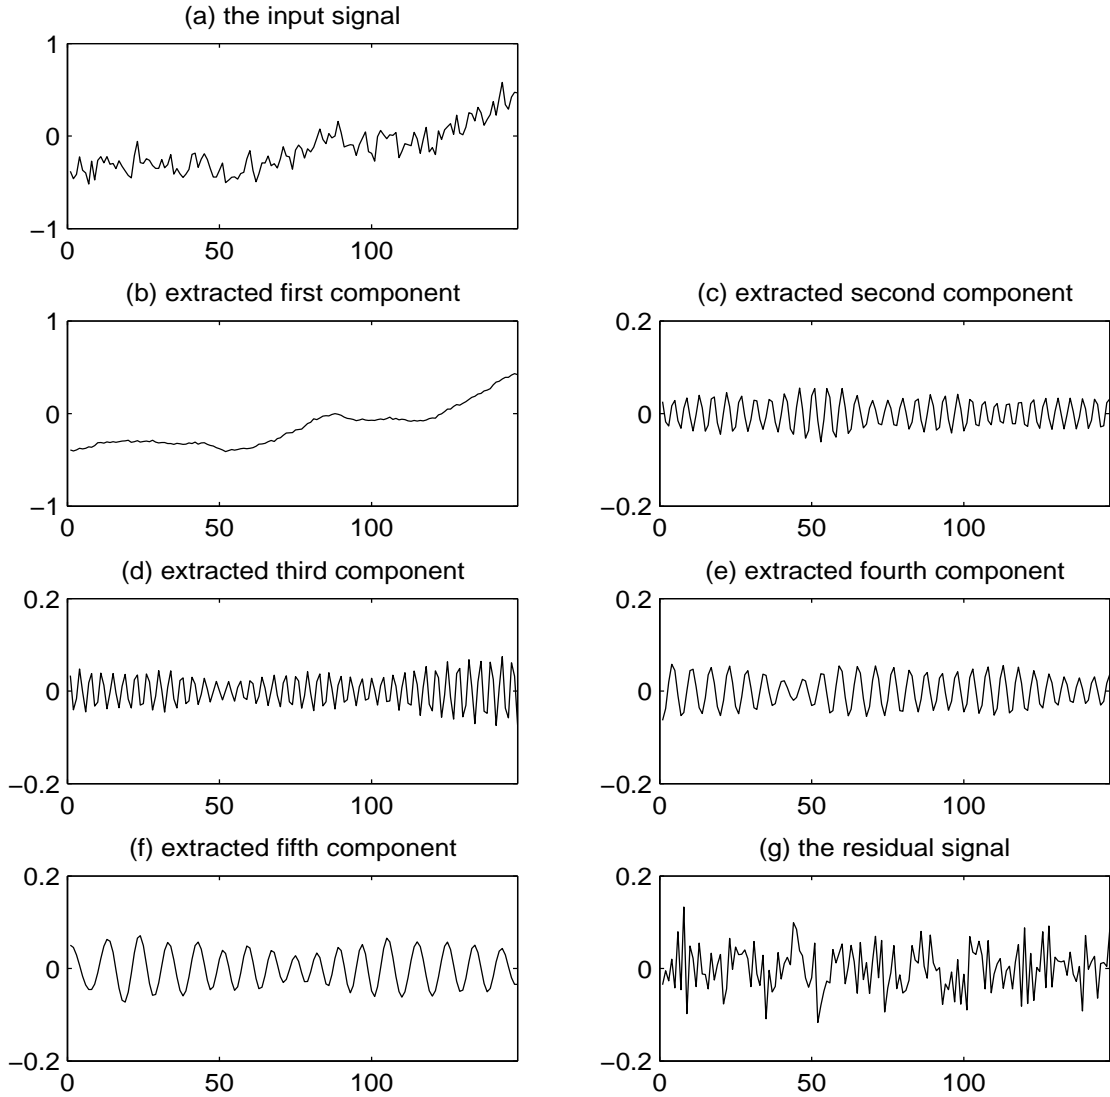 (a) the input signal
1
0
−1
0 50 100
(b) extracted first component
1
0
−1
0 50 100
(c) extracted second component
0.2
0
−0.2
0 50 100
(d) extracted third component
0.2
0
−0.2
0 50 100
(e) extracted fourth component
0.2
0
−0.2
0 50 100
(f) extracted fifth component
0.2
0
−0.2
0 50 100
(g) the residual signal
0.2
0
−0.2
0 50 100